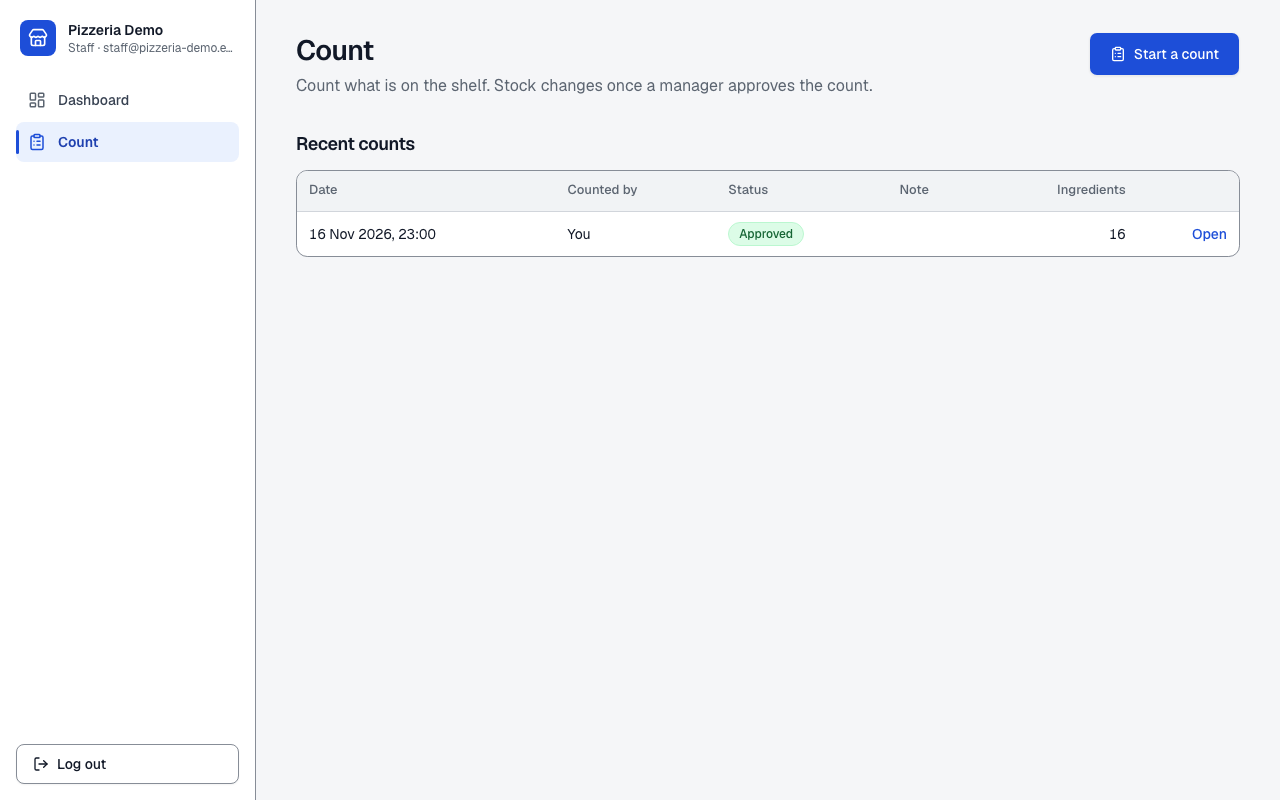 Pizzeria Demo
Staff · staff@pizzeria-demo.e...
Dashboard
Count
Log out
Count
Count what is on the shelf. Stock changes once a manager approves the count.
Start a count
Recent counts
Date Counted by Status Note Ingredients
16 Nov 2026, 23:00 You Approved 16 Open